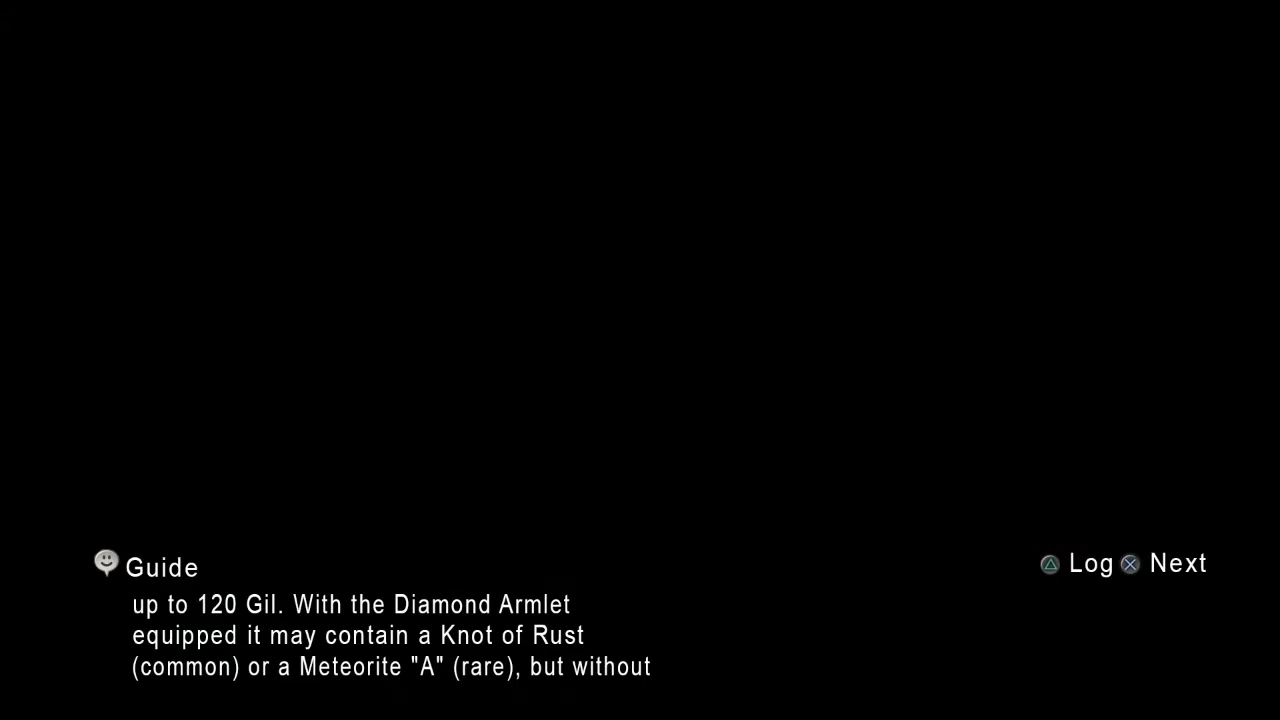 Guide
Log Next
up to 120 Gil. With the Diamond Armlet
equipped it may contain a Knot of Rust
(common) or a Meteorite "A" (rare), but without